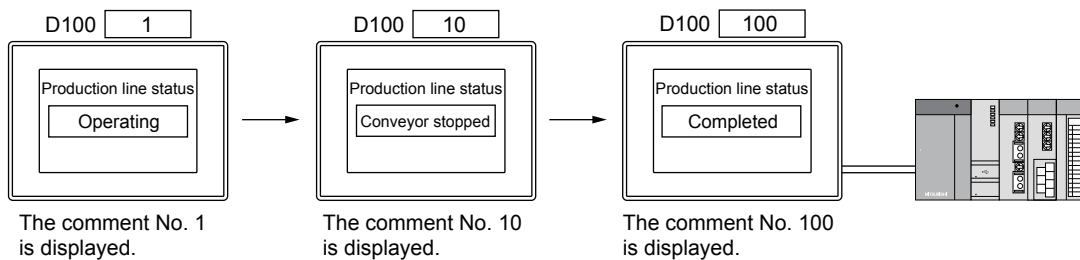 D100 1
D100 10
D100 100
Production line status
Operating
Production line status
Conveyor stopped
Production line status
Completed
The comment No. 1
is displayed.
The comment No. 10
is displayed.
The comment No. 100
is displayed.